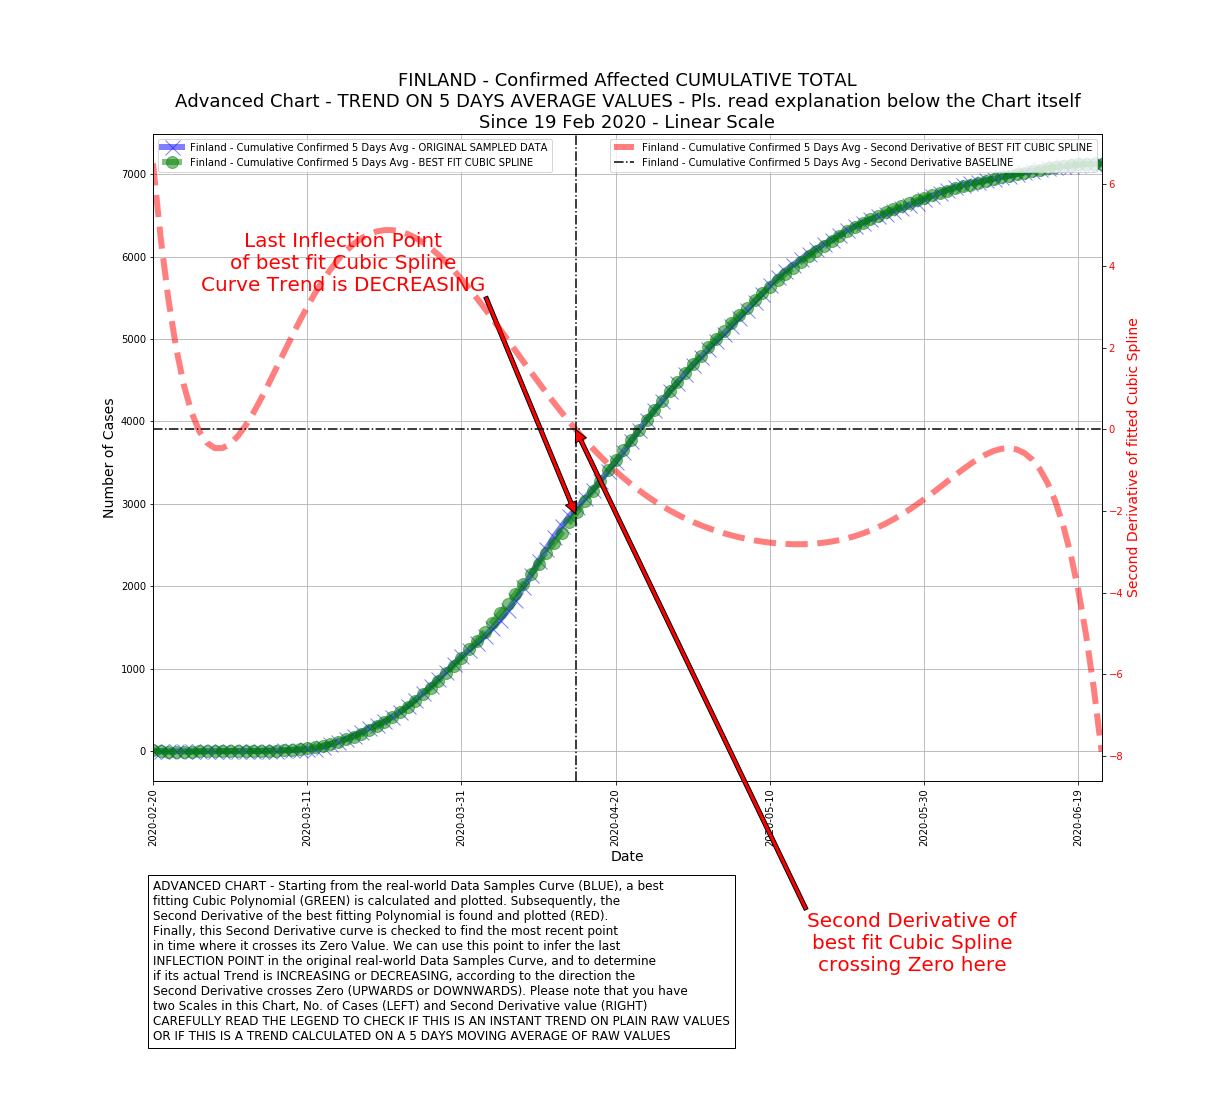 FINLAND - Confirmed Affected CUMULATIVE TOTAL
Advanced Chart - TREND ON 5 DAYS AVERAGE VALUES - Pls. read explanation below the Chart itself
Since 19 Feb 2020 - Linear Scale
Finland - Cumulative Confirmed 5 Days Avg - ORIGINAL SAMPLED DATA
Finland - Cumulative Confirmed 5 Days Avg - BEST FIT CUBIC SPLINE
Finland - Cumulative Confirmed 5 Days Avg - Second Derivative of BEST FIT CUBIC SPLINE
Finland - Cumulative Confirmed 5 Days Avg - Second Derivative BASELINE
Last Inflection Point
of best fit Cubic Spline
Curve Trend is DECREASING
Number of Cases
7000
6000
5000
4000
3000
2000
1000
0
Second Derivative of fitted Cubic Spline
6
4
2
0
−2
−4
−6
−8
2020-02-20
2020-03-11
2020-03-31
2020-04-20
2020-05-10
2020-05-30
2020-06-19
Date
ADVANCED CHART - Starting from the real-world Data Samples Curve (BLUE), a best
fitting Cubic Polynomial (GREEN) is calculated and plotted. Subsequently, the
Second Derivative of the best fitting Polynomial is found and plotted (RED).
Finally, this Second Derivative curve is checked to find the most recent point
in time where it crosses its Zero Value. We can use this point to infer the last
INFLECTION POINT in the original real-world Data Samples Curve, and to determine
if its actual Trend is INCREASING or DECREASING, according to the direction the
Second Derivative crosses Zero (UPWARDS or DOWNWARDS). Please note that you have
two Scales in this Chart, No. of Cases (LEFT) and Second Derivative value (RIGHT)
CAREFULLY READ THE LEGEND TO CHECK IF THIS IS AN INSTANT TREND ON PLAIN RAW VALUES
OR IF THIS IS A TREND CALCULATED ON A 5 DAYS MOVING AVERAGE OF RAW VALUES
Second Derivative of
best fit Cubic Spline
crossing Zero here